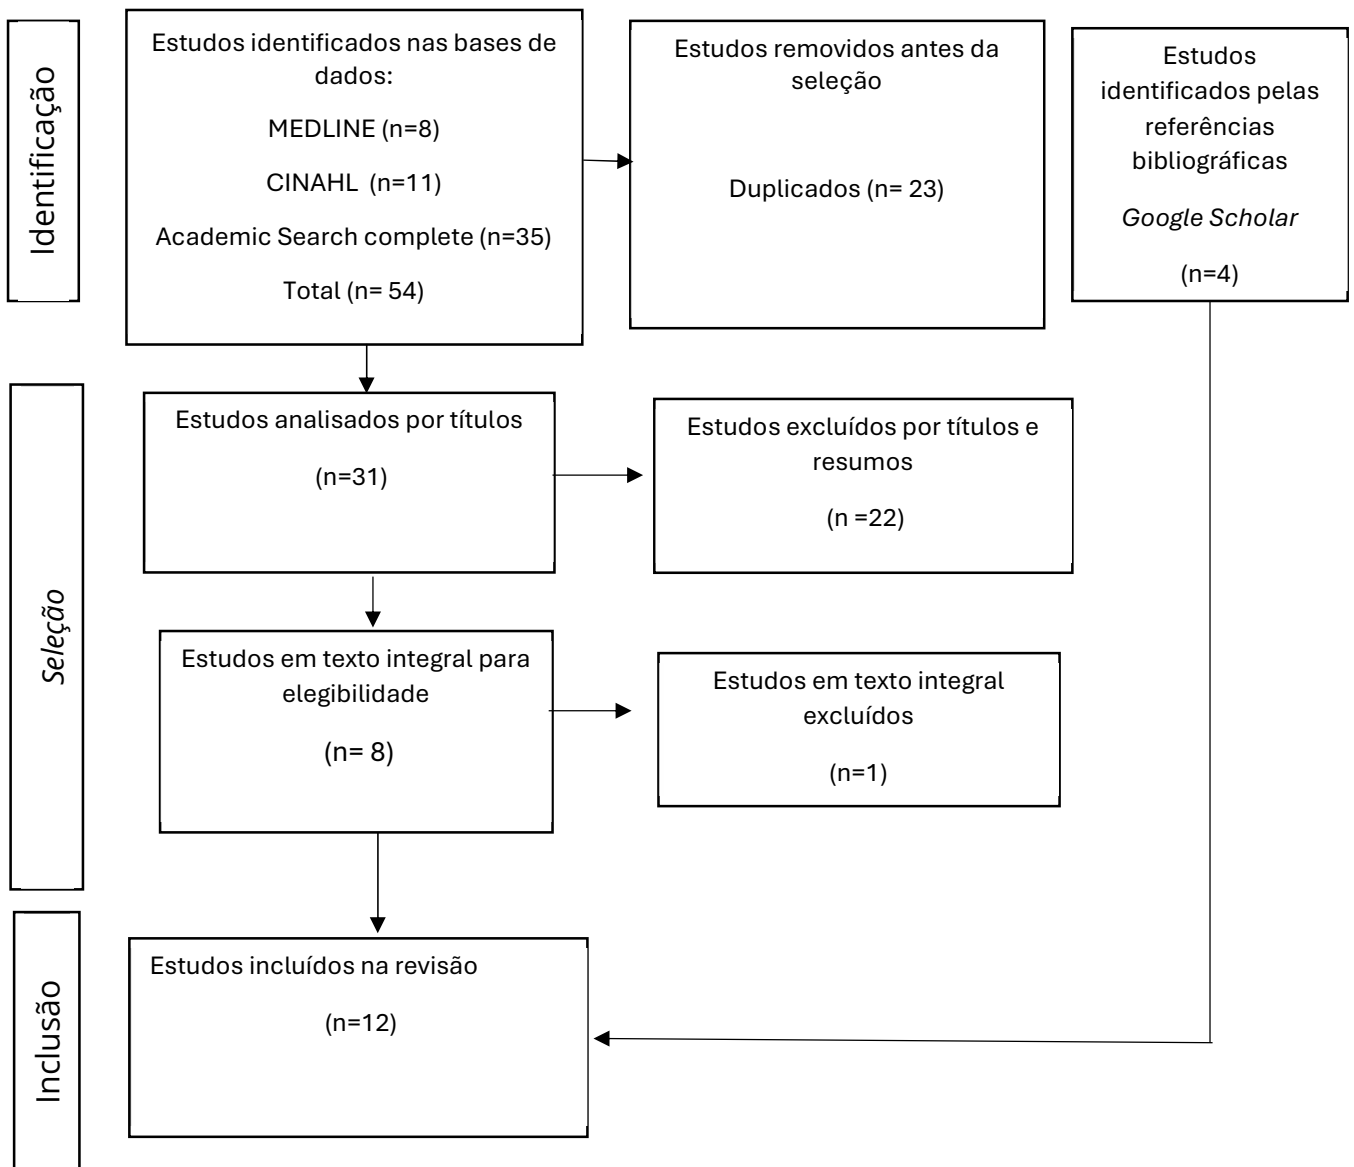 Identificação
Estudos identificados nas bases de
dados:
MEDLINE (n=8)
CINAHL  (n=11)
Academic Search complete (n=35)
Total (n= 54)
Estudos removidos antes da
seleção
Duplicados (n= 23)
Estudos
identificados pelas
referências
bibliográficas
Google Scholar
(n=4)
Seleção
Estudos analisados por títulos
(n=31)
Estudos excluídos por títulos e
resumos
(n =22)
Estudos em texto integral para
elegibilidade
(n= 8)
Estudos em texto integral
excluídos
(n=1)
Inclusão
Estudos incluídos na revisão
(n=12)